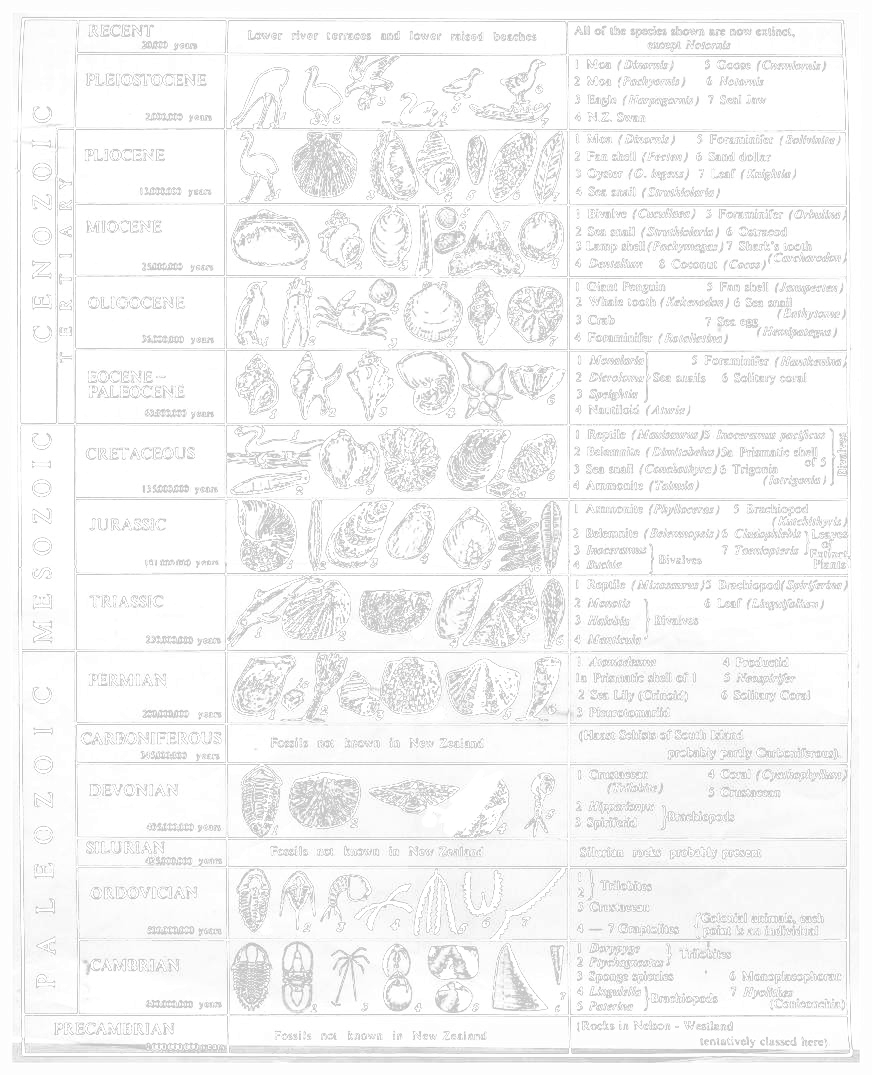 RECENT
20,000 years
Lower river terraces and lower raised beaches
All of the species shown are now extinct,
except Notornis
CENOZOIC
TERTIARY
PLEIOSTOCENE
2,000,000 years
1 Moa (Dinornis) 5 Goose (Cnemiornis)
2 Moa (Pachyornis) 6 Notornis
3 Eagle (Harpagornis) 7 Seal Jaw
4 N.Z. Swan
PLIOCENE
years
1 Moa (Dinornis) 5 Foraminifer (Bolivinita)
2 Fan shell (Pecten) 6 Sand dollar
3 Oyster (O. ingens) 7 Leaf (Knightia)
4 Sea snail (Struthiolaria)
MIOCENE
25,000,000 years
1 Bivalve (Cucullaea) 5 Foraminifer (Orbulina)
2 Sea snail (Struthiolaria) 6 Ostracod
3 Lamp shell (Pachymagas) 7 Shark's tooth
(Carcharodon)
4 Dentalium 8 Coconut (Cocos)
OLIGOCENE
36,000,000 years
1 Giant Penguin 5 Fan shell (Janupecten)
2 Whale tooth (Kekenodon) 6 Sea snail
(Bathytoma)
3 Crab 7 Sea egg
(Hemipatagus)
4 Foraminifer (Rotaliatina)
EOCENE-
PALEOCENE
years
1 Monalaria 5 Foraminifer (Hantkenina)
2 Dicroloma Sea snails 6 Solitary coral
3 Speightia
4 Nautiloid (Aturia)
MESOZOIC
CRETACEOUS
135,000,000 years
1 Reptile (Mauisaurus) 5 Inoceramus pacificus
2 Belemnite (Dimitobelus) 5a Prismatic shell
of 5
3 Sea snail (Conchothyra) 6 Trigonia
(Iotrigonia)
4 Ammonite
Bivalves
JURASSIC
181,000,000 years
1 Ammonite (Phylloceras) 5 Brachiopod
(Kutchithyris)
2 Belemnite (Belemnopsis) 6 Cladophlebis
3 Inoceramus 7 Taeniopteris
4 Buchia Bivalves
Leaves
of
Extinct
Plants
TRIASSIC
230,000,000 years
1 Reptile (Mixosaurus) 5 Brachiopod (Spiriferina)
2 Monotis 6 Leaf (Linguifolium)
3 Halobia Bivalves
4 Manticula
PALEOZOIC
PERMIAN
280,000,000 years
1 Atomodesma 4 Productid
1a Prismatic shell of 1 5 Neospirifer
2 Sea Lily (Crinoid) 6 Solitary Coral
3 Pleurotomariid
CARBONIFEROUS
345,000,000 years
Fossils not known in New Zealand
(Haast Schists of South Island
probably partly Carboniferous).
DEVONIAN
405,000,000 years
1 Crustacean 4 Coral (Cyathophyllum)
(Trilobite) 5 Crustacean
2 Hipparionyx
3 Spiriferid Brachiopods
SILURIAN
425,000,000 years
Fossils not known in New Zealand
Silurian rocks probably present
ORDOVICIAN
500,000,000 years
1
2 Trilobites
3 Crustacean
4 — 7 Graptolites
Colonial animals, each
point is an individual
CAMBRIAN
600,000,000 years
1 Dorypyge
2 Ptychagnostus Trilobites
3 Sponge spicules 6 Monoplacophoran
4 Lingulella 7 Hyolithes
5 Paterina Brachiopods (Coniconchia)
PRECAMBRIAN
years
Fossils not known in New Zealand
(Rocks in Nelson - Westland
tentatively classed here)